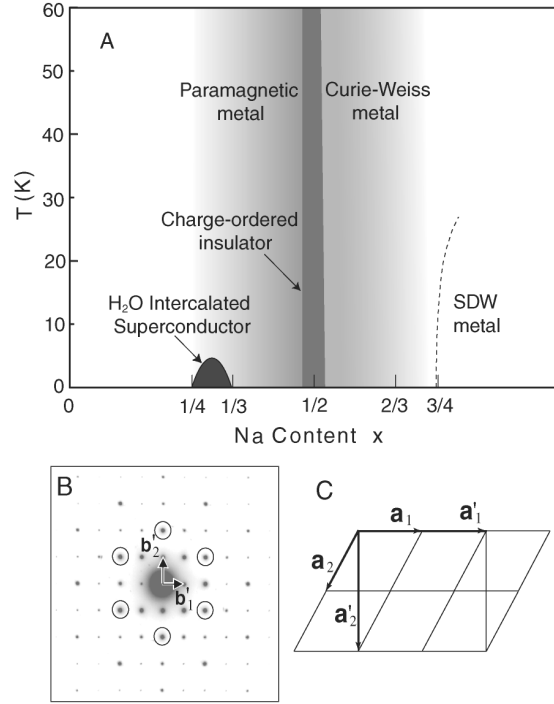 60
A
50
Paramagnetic Curie-Weiss
metal metal
40
T (K)
30
Charge-ordered
insulator
20
H₂O Intercalated
Superconductor
SDW
metal
10
0
0 1/4 1/3 1/2 2/3 3/4
Na Content x
B
b'₂
b'₁
C
a₁ a'₁
a₂
a'₂